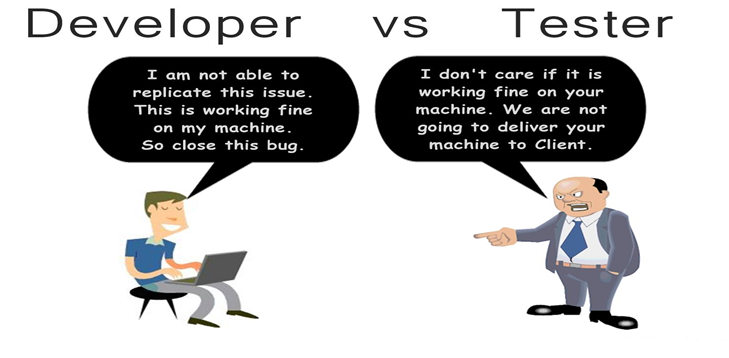 Developer vs Tester
I am not able to
replicate this issue.
This is working fine
on my machine.
So close this bug.
I don't care if it is
working fine on your
machine. We are not
going to deliver your
machine to Client.